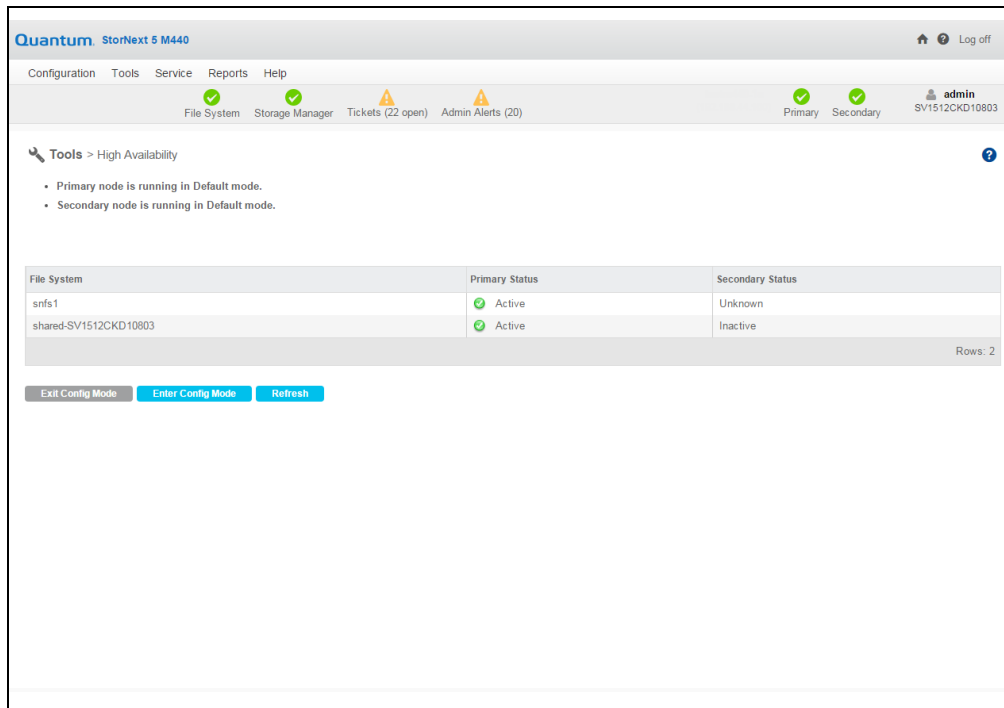 Quantum. StorNext 5 M440
Log off
Configuration Tools Service Reports Help
File System Storage Manager Tickets (22 open) Admin Alerts (20) Primary Secondary admin
SV1512CKD10803
Tools > High Availability
• Primary node is running in Default mode.
• Secondary node is running in Default mode.
File System Primary Status Secondary Status
snfs1 Active Unknown
shared-SV1512CKD10803 Active Inactive
Rows: 2
Exit Config Mode Enter Config Mode Refresh